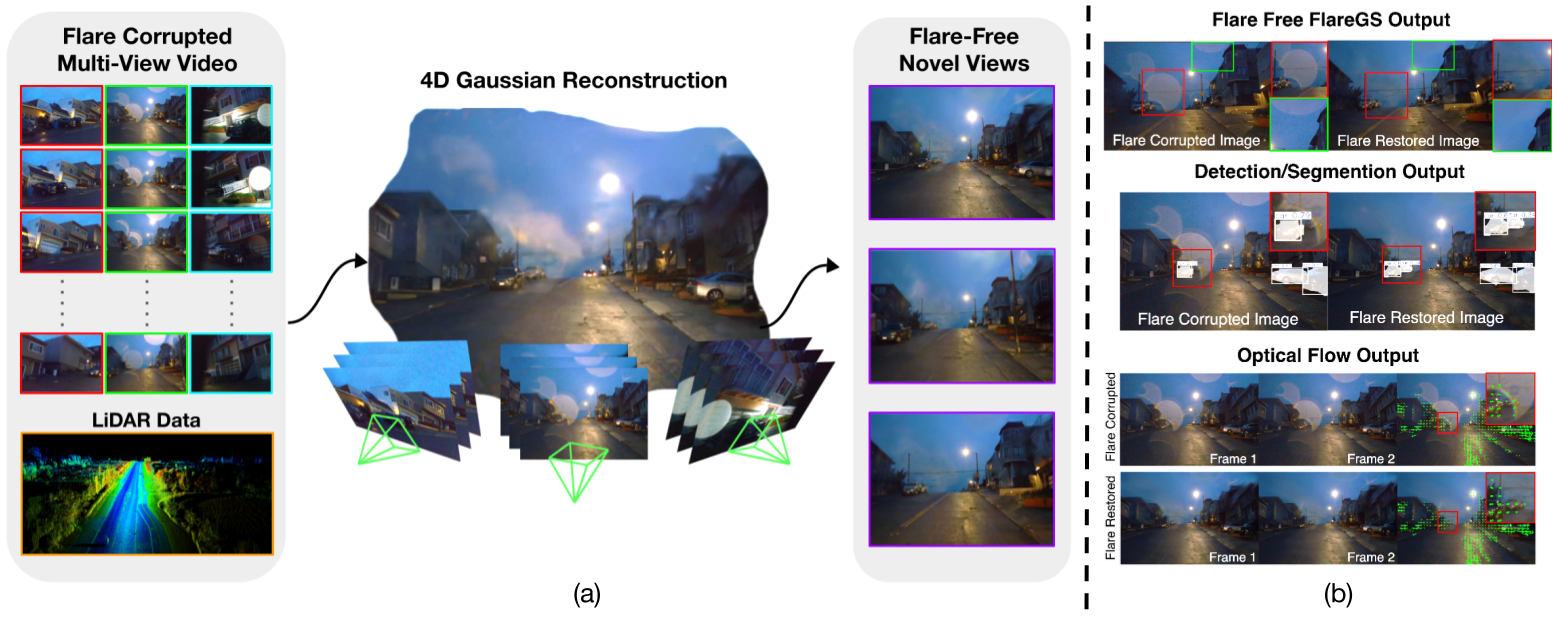 Flare Corrupted
Multi-View Video
LiDAR Data
4D Gaussian Reconstruction
Flare-Free
Novel Views
(a)
Flare Free FlareGS Output
Flare Corrupted Image
Flare Restored Image
Detection/Segmention Output
Flare Corrupted Image
Flare Restored Image
Optical Flow Output
Flare Corrupted
Frame 1
Frame 2
Flare Restored
Frame 1
Frame 2
(b)